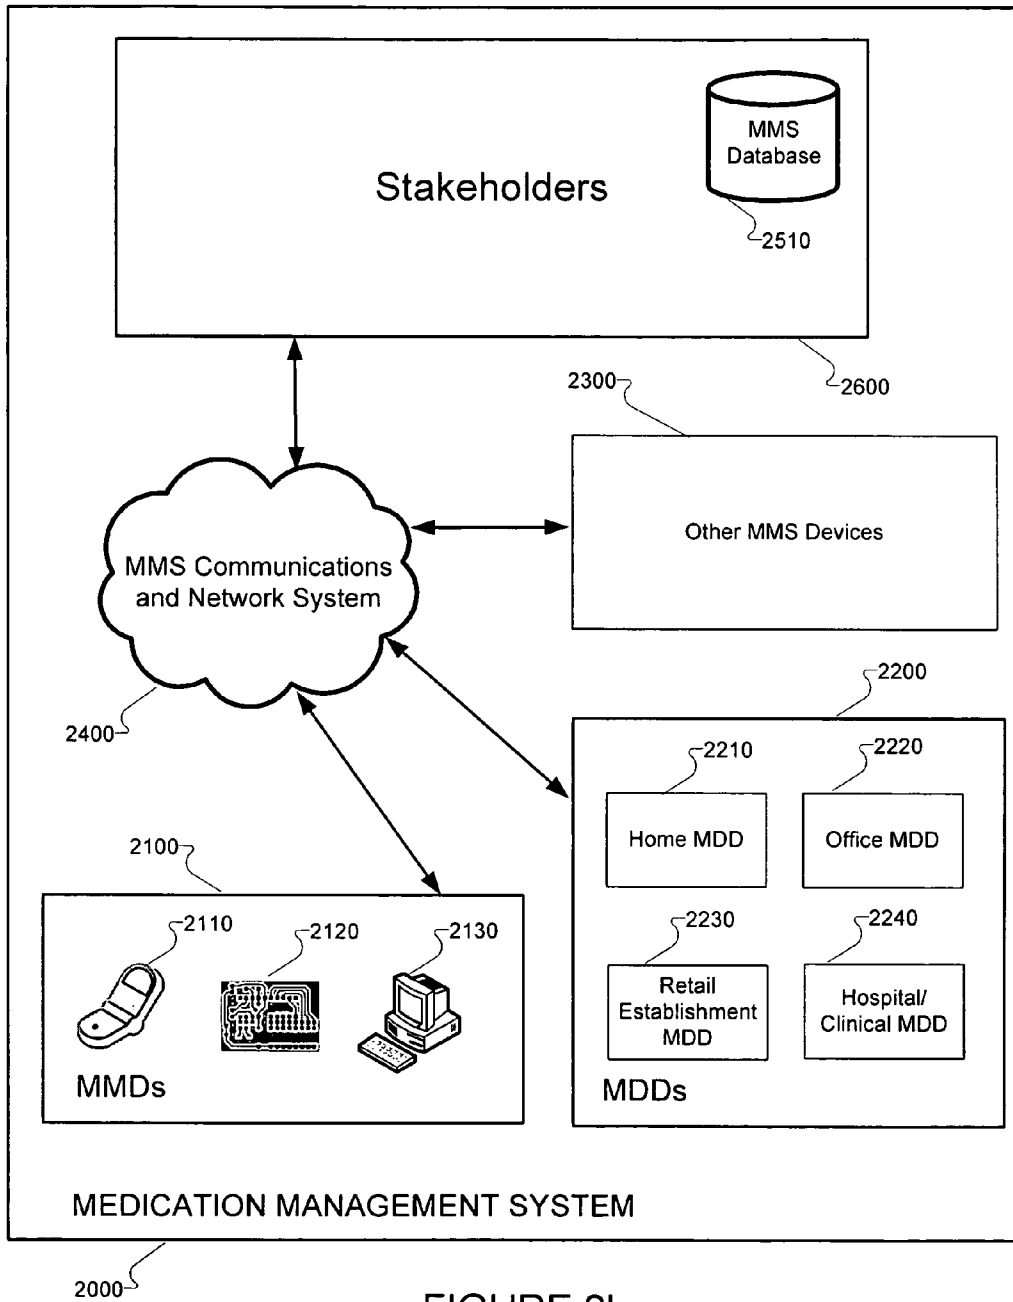 MMS
Database
Stakeholders
2510
2600
2300
Other MMS Devices
MMS Communications
and Network System
2400
2200
2210
2220
Home MDD
Office MDD
2100
2110
2120
2130
2230
2240
Retail
Establishment
MDD
Hospital/
Clinical MDD
MMDs
MDDs
MEDICATION MANAGEMENT SYSTEM
2000